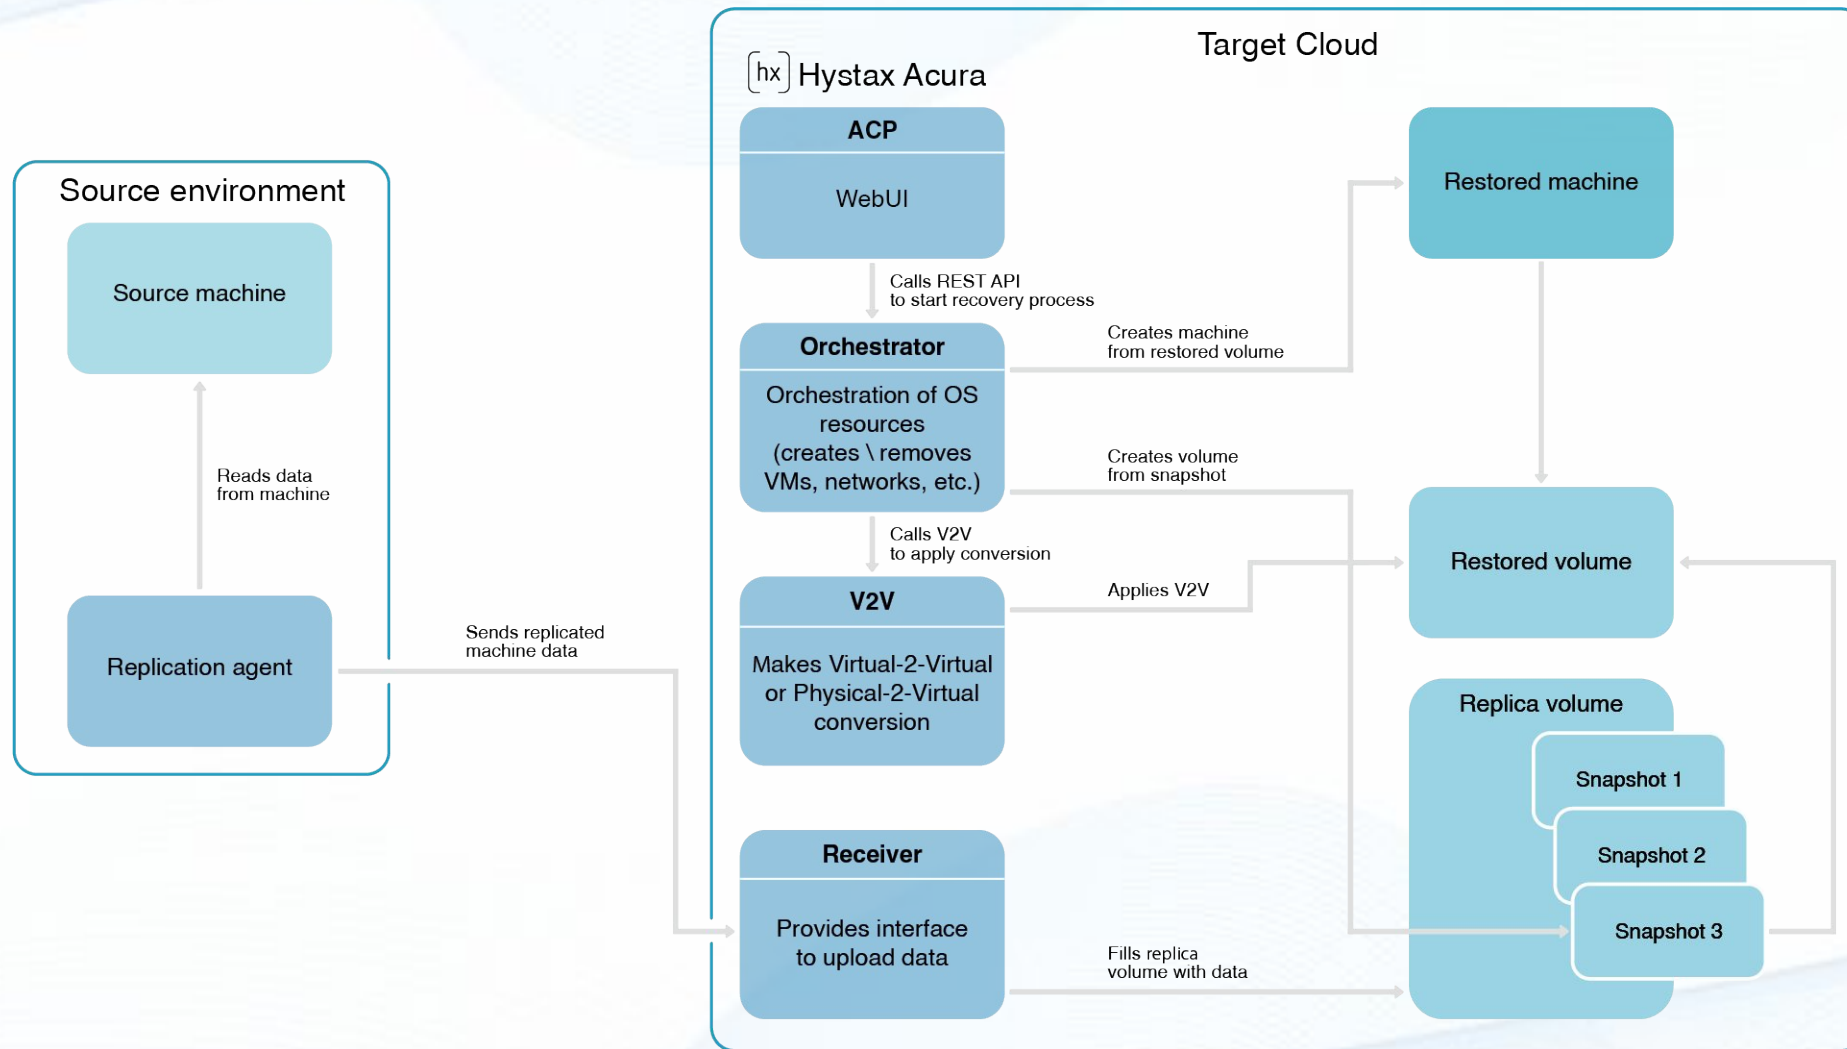 Target Cloud
hx Hystax Acura
ACP
WebUI
Restored machine
Source environment
Source machine
Calls REST API
to start recovery process
Creates machine
from restored volume
Orchestrator
Orchestration of OS
resources
(creates \ removes
VMs, networks, etc.)
Reads data
from machine
Creates volume
from snapshot
Calls V2V
to apply conversion
Restored volume
V2V
Applies V2V
Makes Virtual-2-Virtual
or Physical-2-Virtual
conversion
Sends replicated
machine data
Replication agent
Replica volume
Snapshot 1
Snapshot 2
Snapshot 3
Receiver
Provides interface
to upload data
Fills replica
volume with data